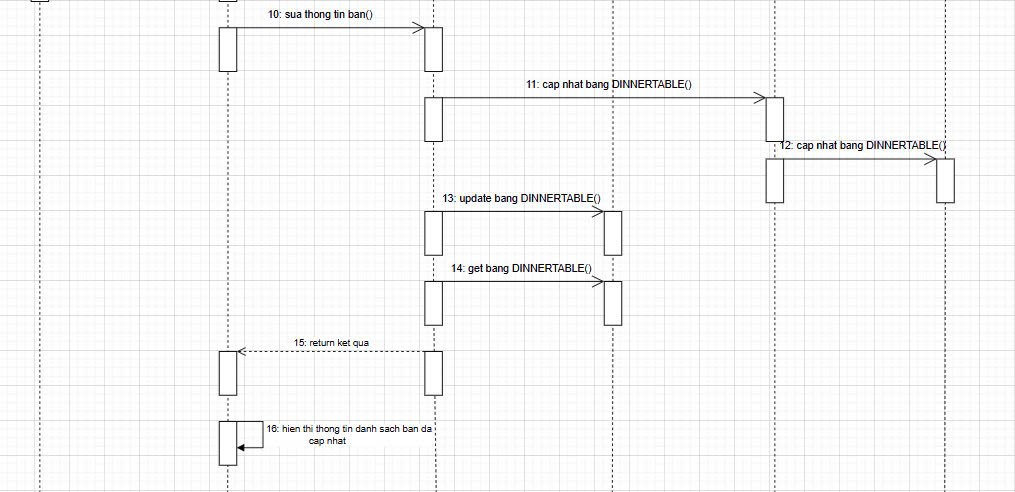 10: sua thong tin ban()
11: cap nhat bang DINNERTABLE()
12: cap nhat bang DINNERTABLE()
13: update bang DINNERTABLE()
14: get bang DINNERTABLE()
15: return ket qua
16: hien thi thong tin danh sach ban da
cap nhat